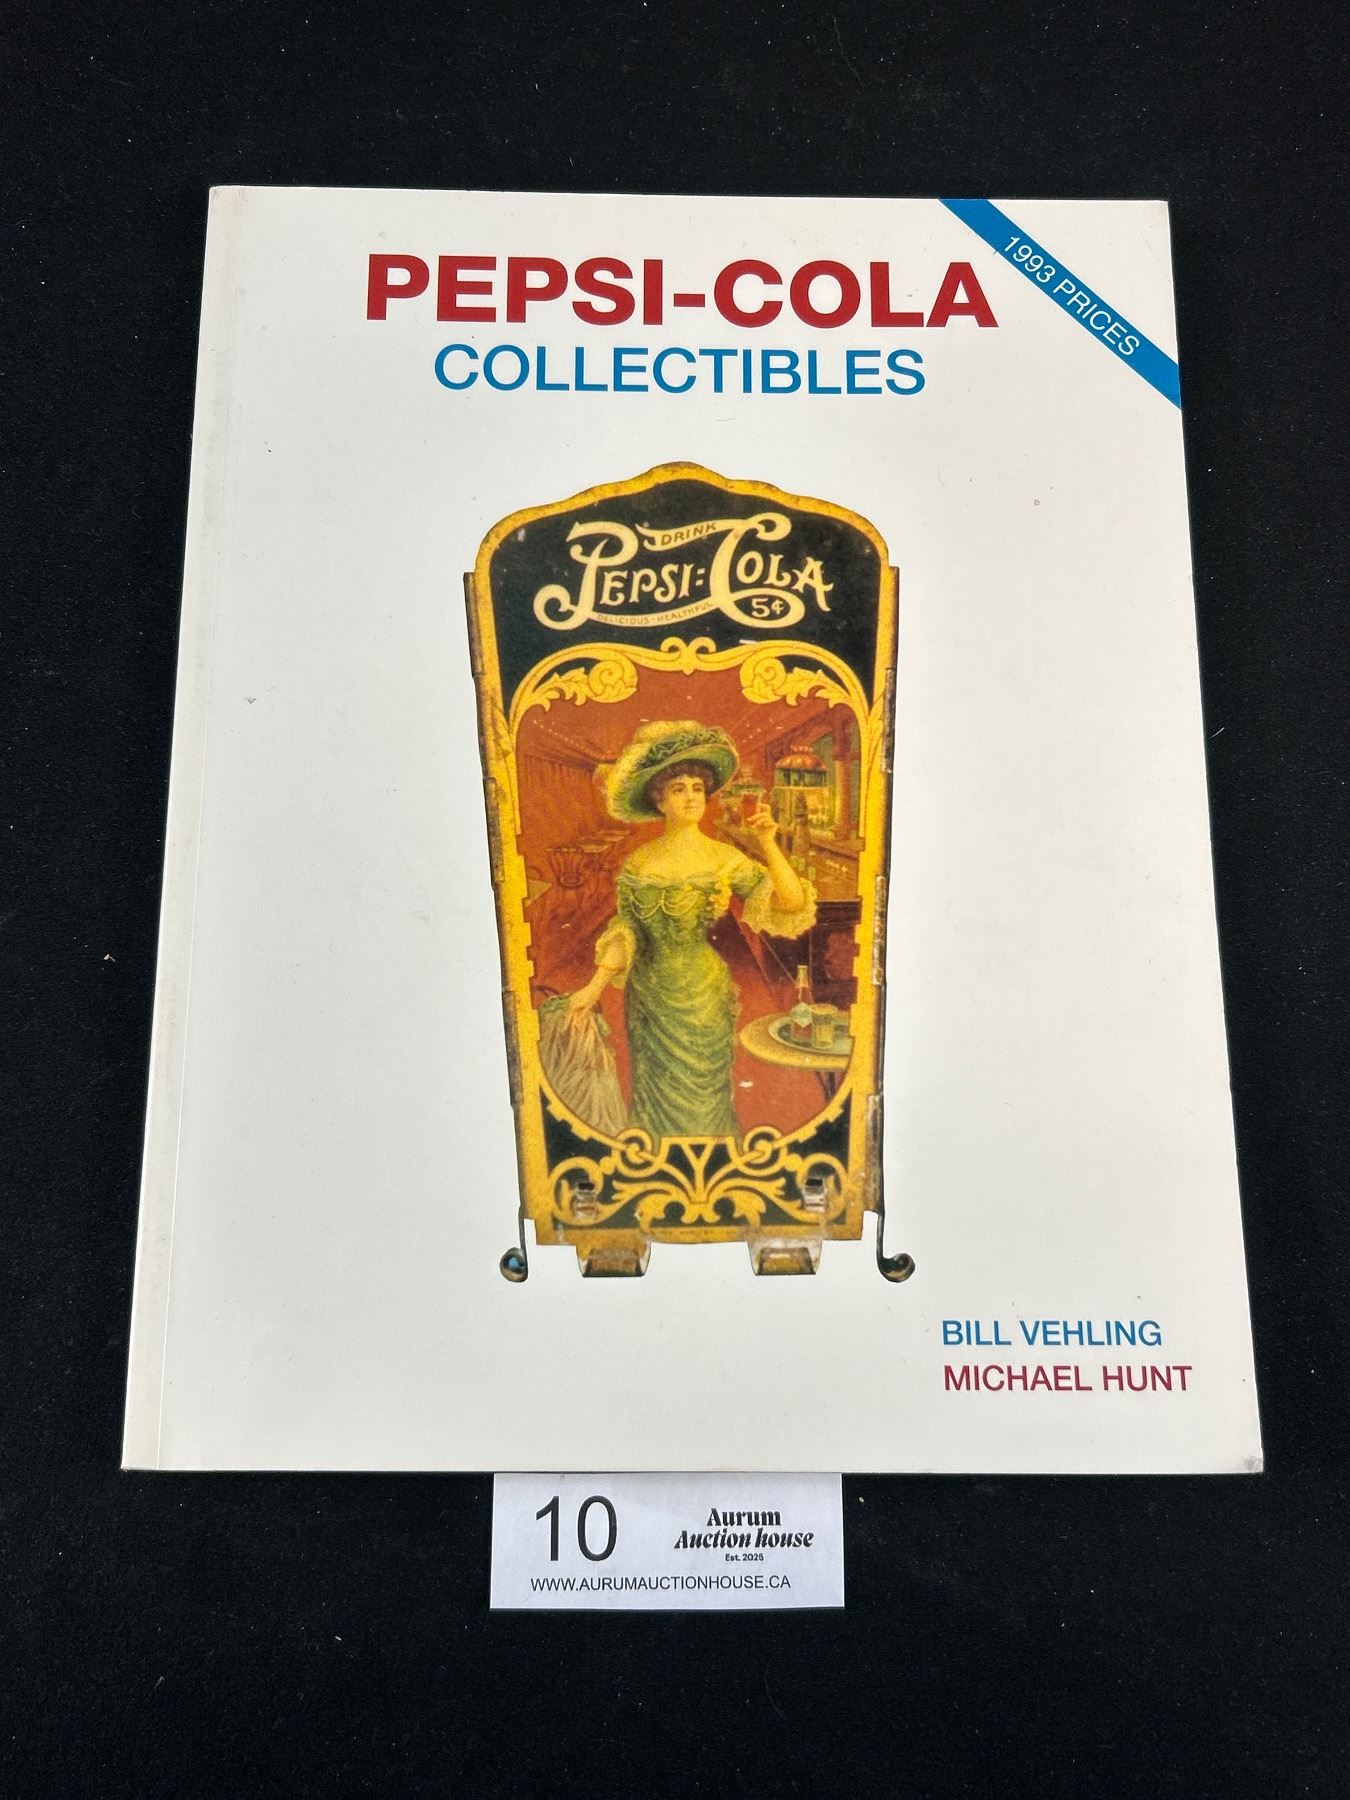 PEPSI-COLA
COLLECTIBLES
1993 PRICES
DRINK
PEPSI:COLA
DELICIOUS-HEALTHFUL
5¢
BILL VEHLING
MICHAEL HUNT
10
Aurum
Auction house
Est. 2025
WWW.AURUMAUCTIONHOUSE.CA